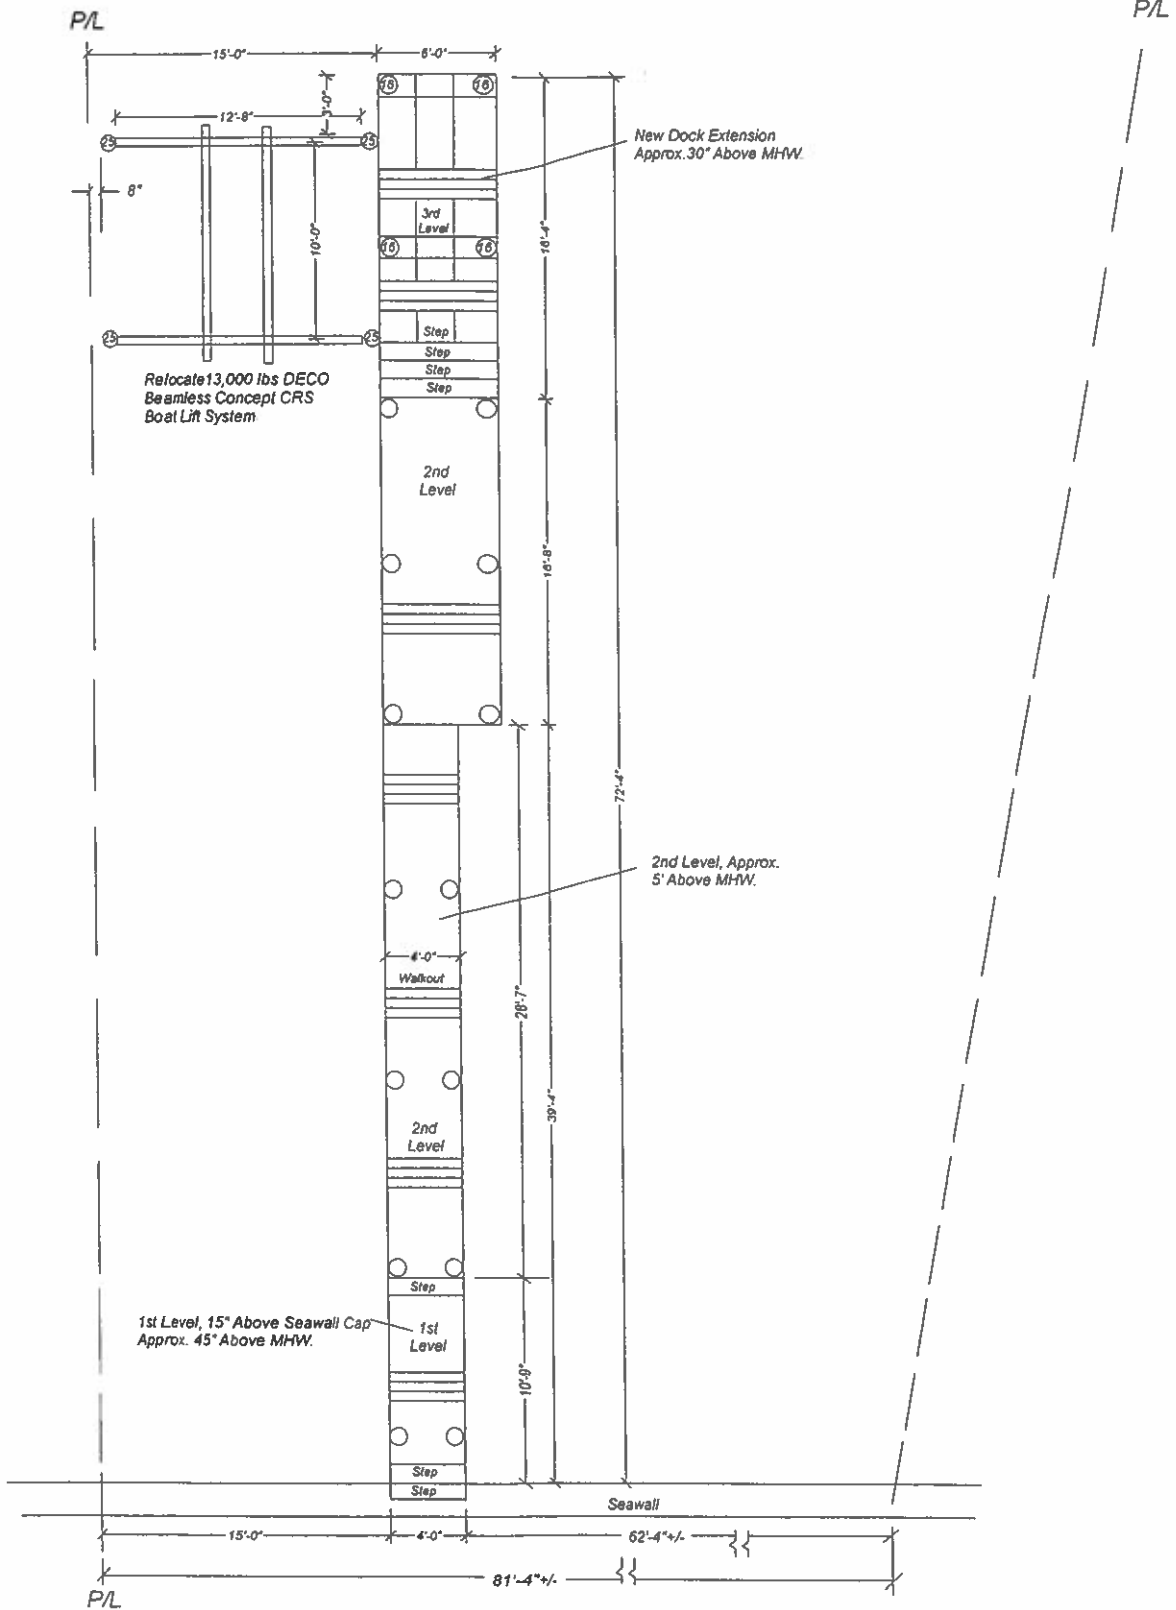 P/L
P/L
15'-0"
6'-0"
12'-8"
3'-0"
16
16
25
25
8"
New Dock Extension
Approx.30" Above MHW.
3rd
Level
16
16
10'-0"
16'-4"
25
25
Step
Step
Step
Step
Relocate13,000 lbs DECO
Beamless Concept CRS
Boat Lift System
2nd
Level
16'-8"
72'-4"
2nd Level, Approx.
5' Above MHW.
4'-0"
Walkout
28'-7"
39'-4"
2nd
Level
Step
1st Level, 15" Above Seawall Cap
Approx. 45" Above MHW.
1st
Level
10'-9"
Step
Step
Seawall
15'-0"
4'-0"
62'-4"+/-
81'-4"+/-
P/L